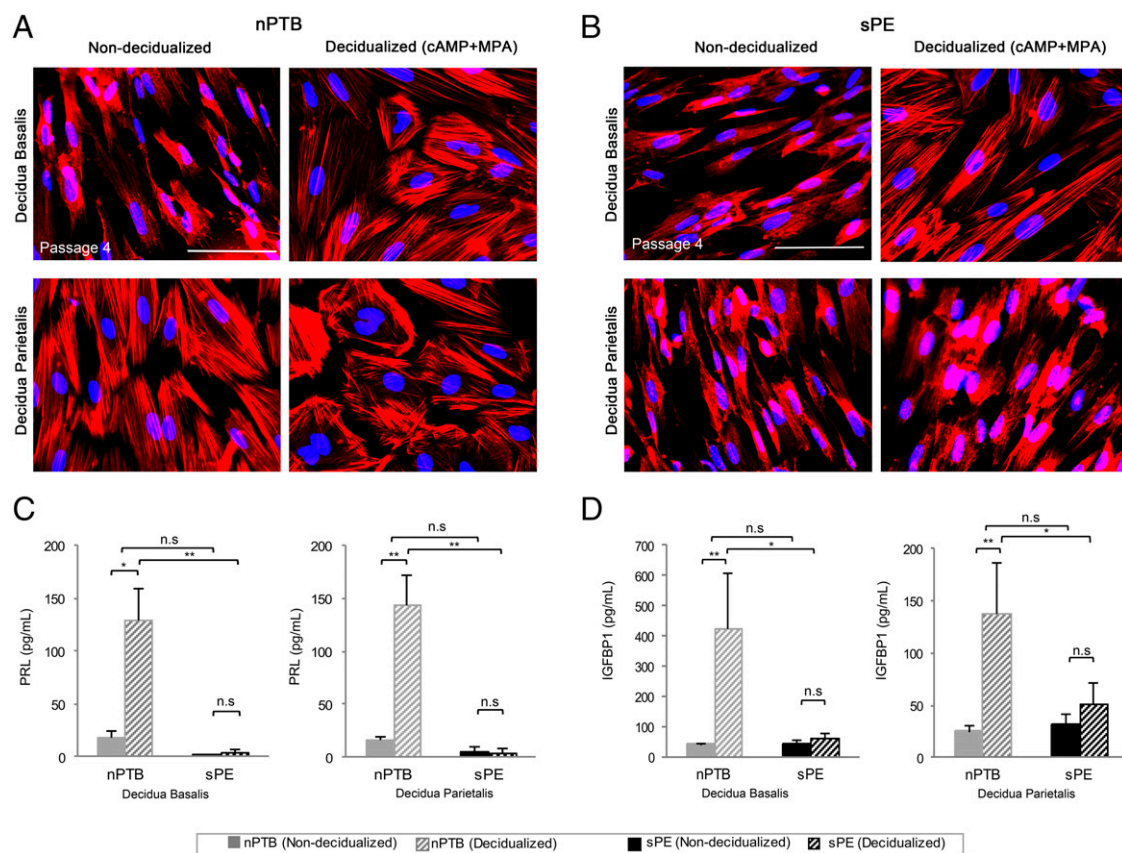 A
nPTB
Non-decidualized
Decidualized (cAMP+MPA)
Decidua Basalis
Passage 4
Decidua Parietalis
B
sPE
Non-decidualized
Decidualized (cAMP+MPA)
Decidua Basalis
Passage 4
Decidua Parietalis
C
n.s
**
*
n.s
PRL (pg/mL)
200
150
100
50
0
nPTB
sPE
Decidua Basalis
n.s
**
**
n.s
PRL (pg/mL)
200
150
100
50
0
nPTB
sPE
Decidua Parietalis
D
n.s
*
**
n.s
IGFBP1 (pg/mL)
700
600
500
400
300
200
100
0
nPTB
sPE
Decidua Basalis
n.s
*
**
n.s
IGFBP1 (pg/mL)
200
150
100
50
0
nPTB
sPE
Decidua Parietalis
nPTB (Non-decidualized) nPTB (Decidualized) sPE (Non-decidualized) sPE (Decidualized)